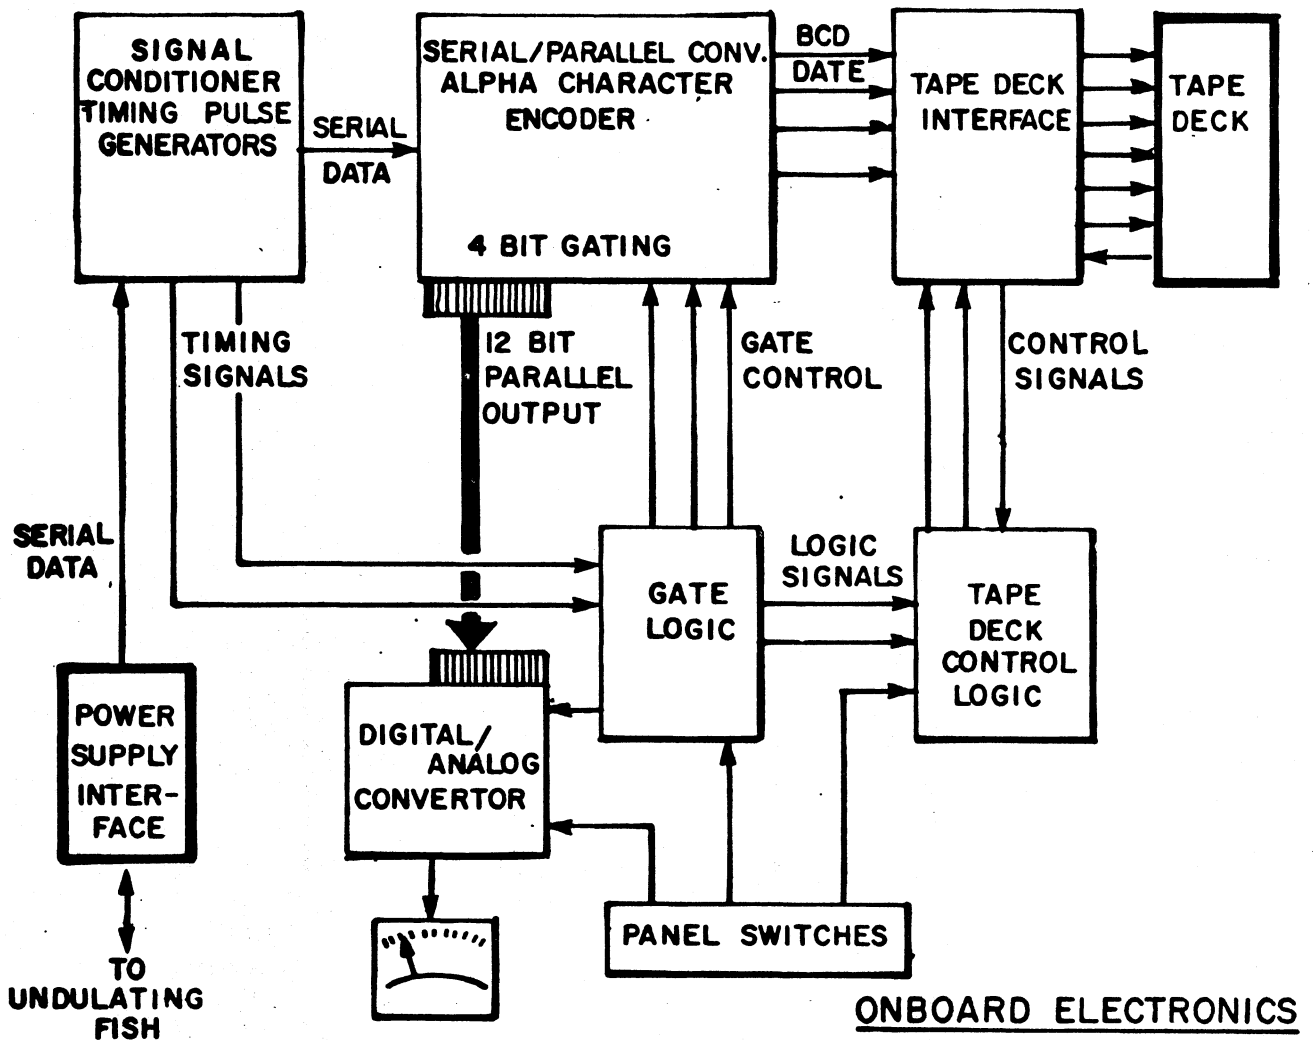 SIGNAL
CONDITIONER
TIMING PULSE
GENERATORS
SERIAL
DATA
SERIAL/PARALLEL CONV.
ALPHA CHARACTER
ENCODER
4 BIT GATING
BCD
DATE
TAPE DECK
INTERFACE
TAPE
DECK
TIMING
SIGNALS
12 BIT
PARALLEL
OUTPUT
GATE
CONTROL
CONTROL
SIGNALS
SERIAL
DATA
GATE
LOGIC
LOGIC
SIGNALS
TAPE
DECK
CONTROL
LOGIC
POWER
SUPPLY
INTER-
FACE
DIGITAL/
ANALOG
CONVERTOR
PANEL SWITCHES
TO
UNDULATING
FISH
ONBOARD ELECTRONICS